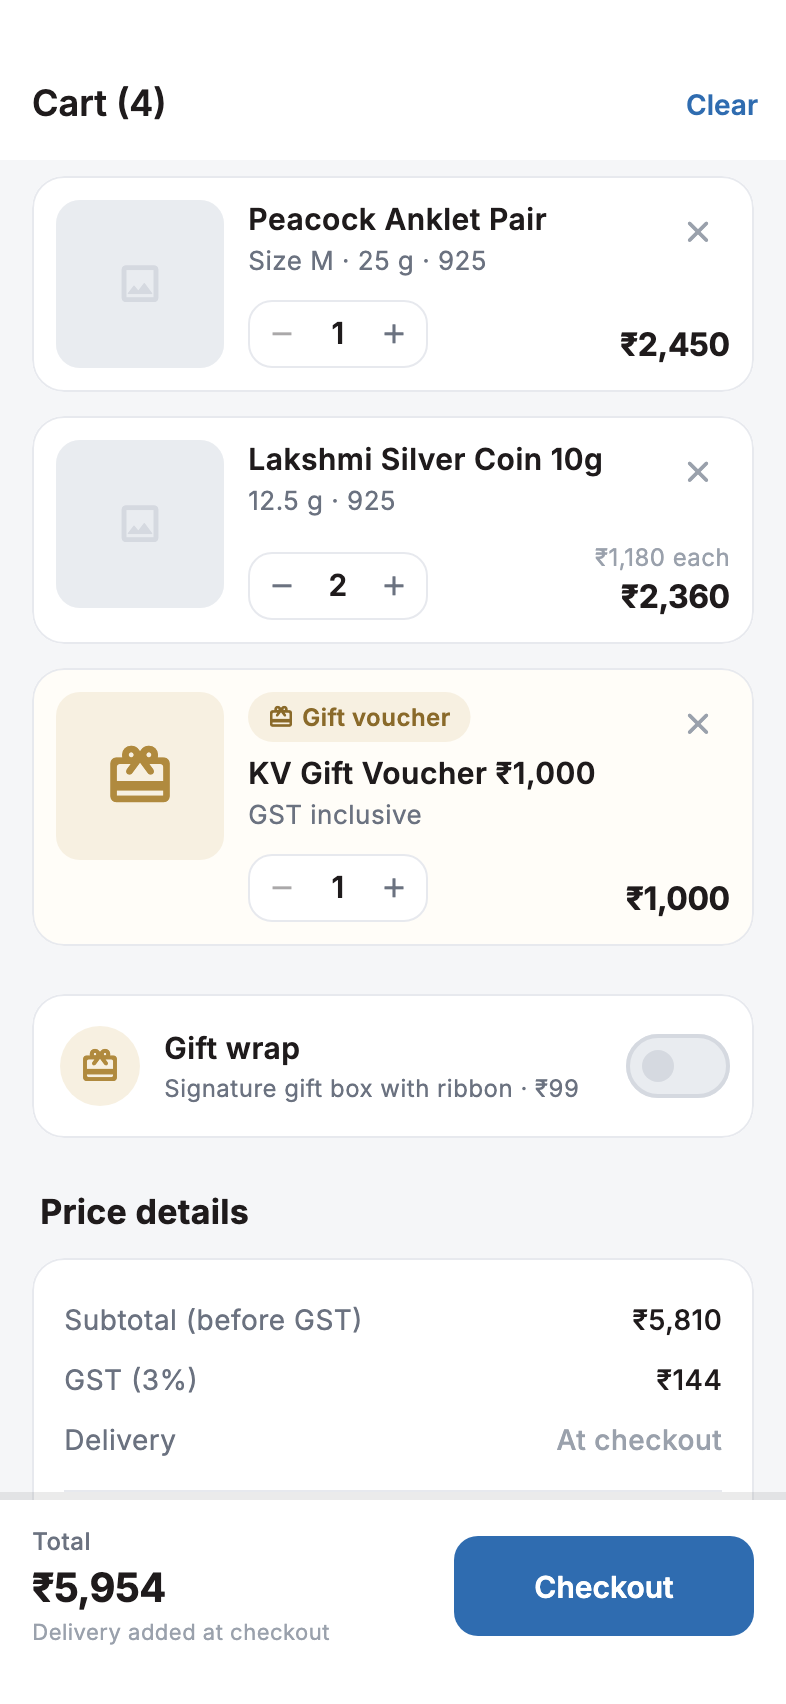 Cart (4)
Clear
Peacock Anklet Pair
Size M · 25 g · 925
1
₹2,450
Lakshmi Silver Coin 10g
12.5 g · 925
₹1,180 each
2
₹2,360
Gift voucher
KV Gift Voucher ₹1,000
GST inclusive
1
₹1,000
Gift wrap
Signature gift box with ribbon · ₹99
Price details
Subtotal (before GST) ₹5,810
GST (3%) ₹144
Delivery At checkout
Total
₹5,954
Delivery added at checkout
Checkout